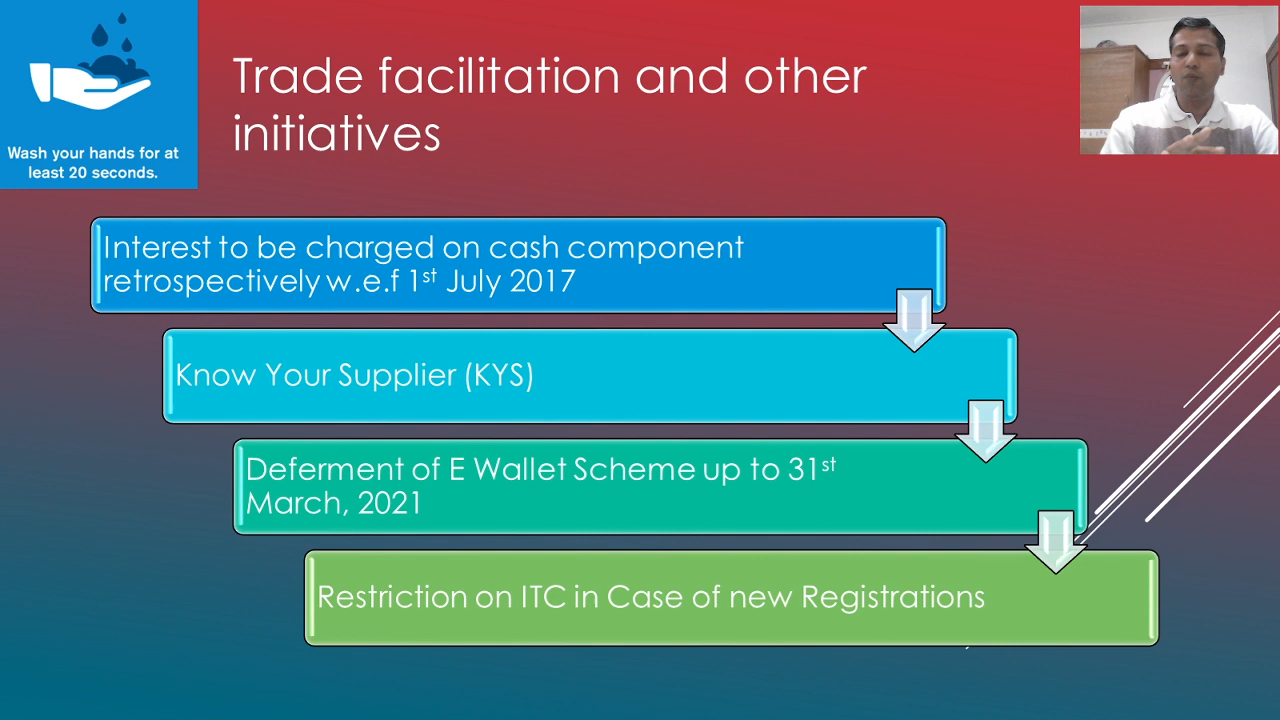 Wash your hands for at
least 20 seconds.
Trade facilitation and other
initiatives
Interest to be charged on cash component
retrospectively w.e.f 1st July 2017
Know Your Supplier (KYS)
Deferment of E Wallet Scheme up to 31st
March, 2021
Restriction on ITC in Case of new Registrations